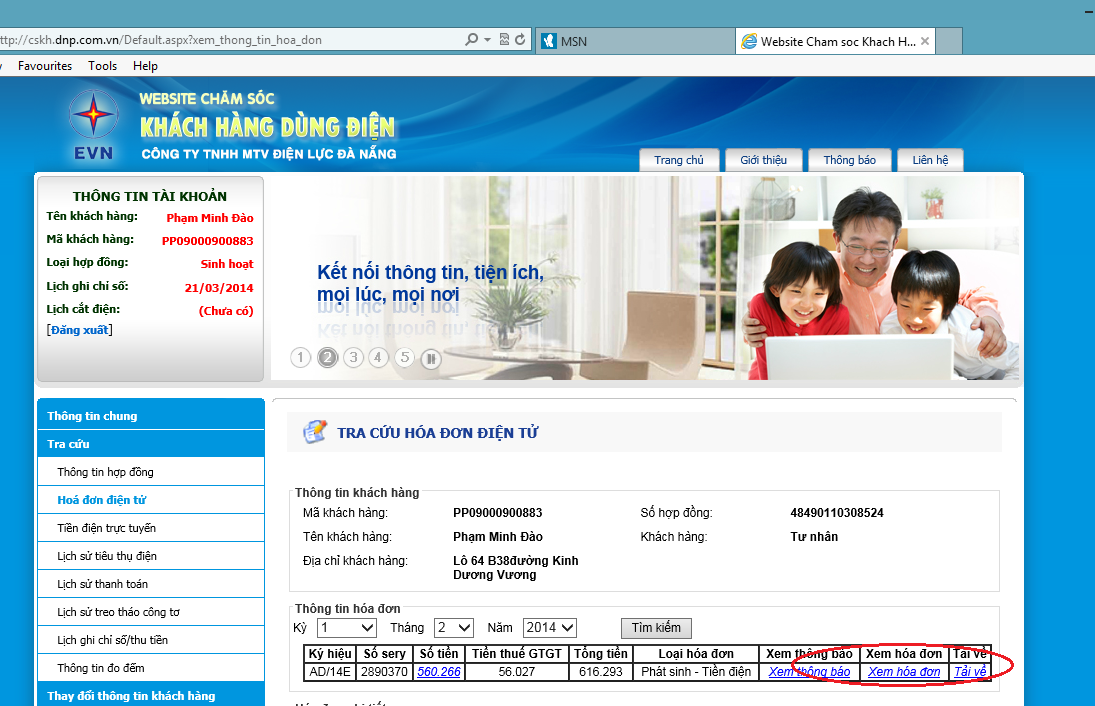 ttp://cskh.dnp.com.vn/Default.aspx?xem_thong_tin_hoa_don
MSN
Website Cham soc Khach H...
Favourites Tools Help
WEBSITE CHĂM SÓC
KHÁCH HÀNG DÙNG ĐIỆN
EVN
CÔNG TY TNHH MTV ĐIỆN LỰC ĐÀ NẴNG
Trang chủ Giới thiệu Thông báo Liên hệ
THÔNG TIN TÀI KHOẢN
Tên khách hàng: Phạm Minh Đào
Mã khách hàng: PP09000900883
Loại hợp đồng: Sinh hoạt
Lịch ghi chỉ số: 21/03/2014
Lịch cắt điện: (Chưa có)
[Đăng xuất]
Kết nối thông tin, tiện ích,
mọi lúc, mọi nơi
1 2 3 4 5
Thông tin chung
Tra cứu
Thông tin hợp đồng
Hoá đơn điện tử
Tiền điện trực tuyến
Lịch sử tiêu thụ điện
Lịch sử thanh toán
Lịch sử treo tháo công tơ
Lịch ghi chỉ số/thu tiền
Thông tin đo đếm
Thay đổi thông tin khách hàng
TRA CỨU HÓA ĐƠN ĐIỆN TỬ
Thông tin khách hàng
Mã khách hàng: PP09000900883 Số hợp đồng: 48490110308524
Tên khách hàng: Phạm Minh Đào Khách hàng: Tư nhân
Địa chỉ khách hàng: Lô 64 B38đường Kinh
Dương Vương
Thông tin hóa đơn
Kỳ 1 Tháng 2 Năm 2014 Tìm kiếm
Ký hiệu Số sery Số tiền Tiền thuế GTGT Tổng tiền Loại hóa đơn Xem thông báo Xem hóa đơn Tải về
AD/14E 2890370 560.266 56.027 616.293 Phát sinh - Tiền điện Xem thông báo Xem hóa đơn Tải về